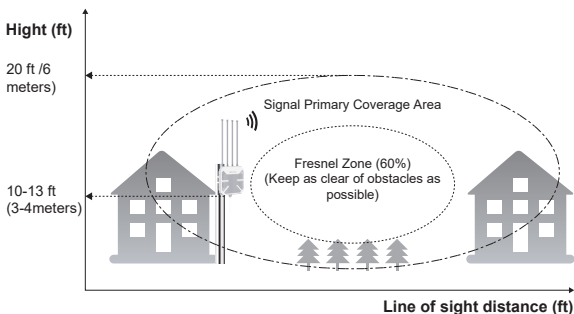 Hight (ft)
20 ft /6
meters)
Signal Primary Coverage Area
Fresnel Zone (60%)
(Keep as clear of obstacles as
possible)
10-13 ft
(3-4meters)
Line of sight distance (ft)